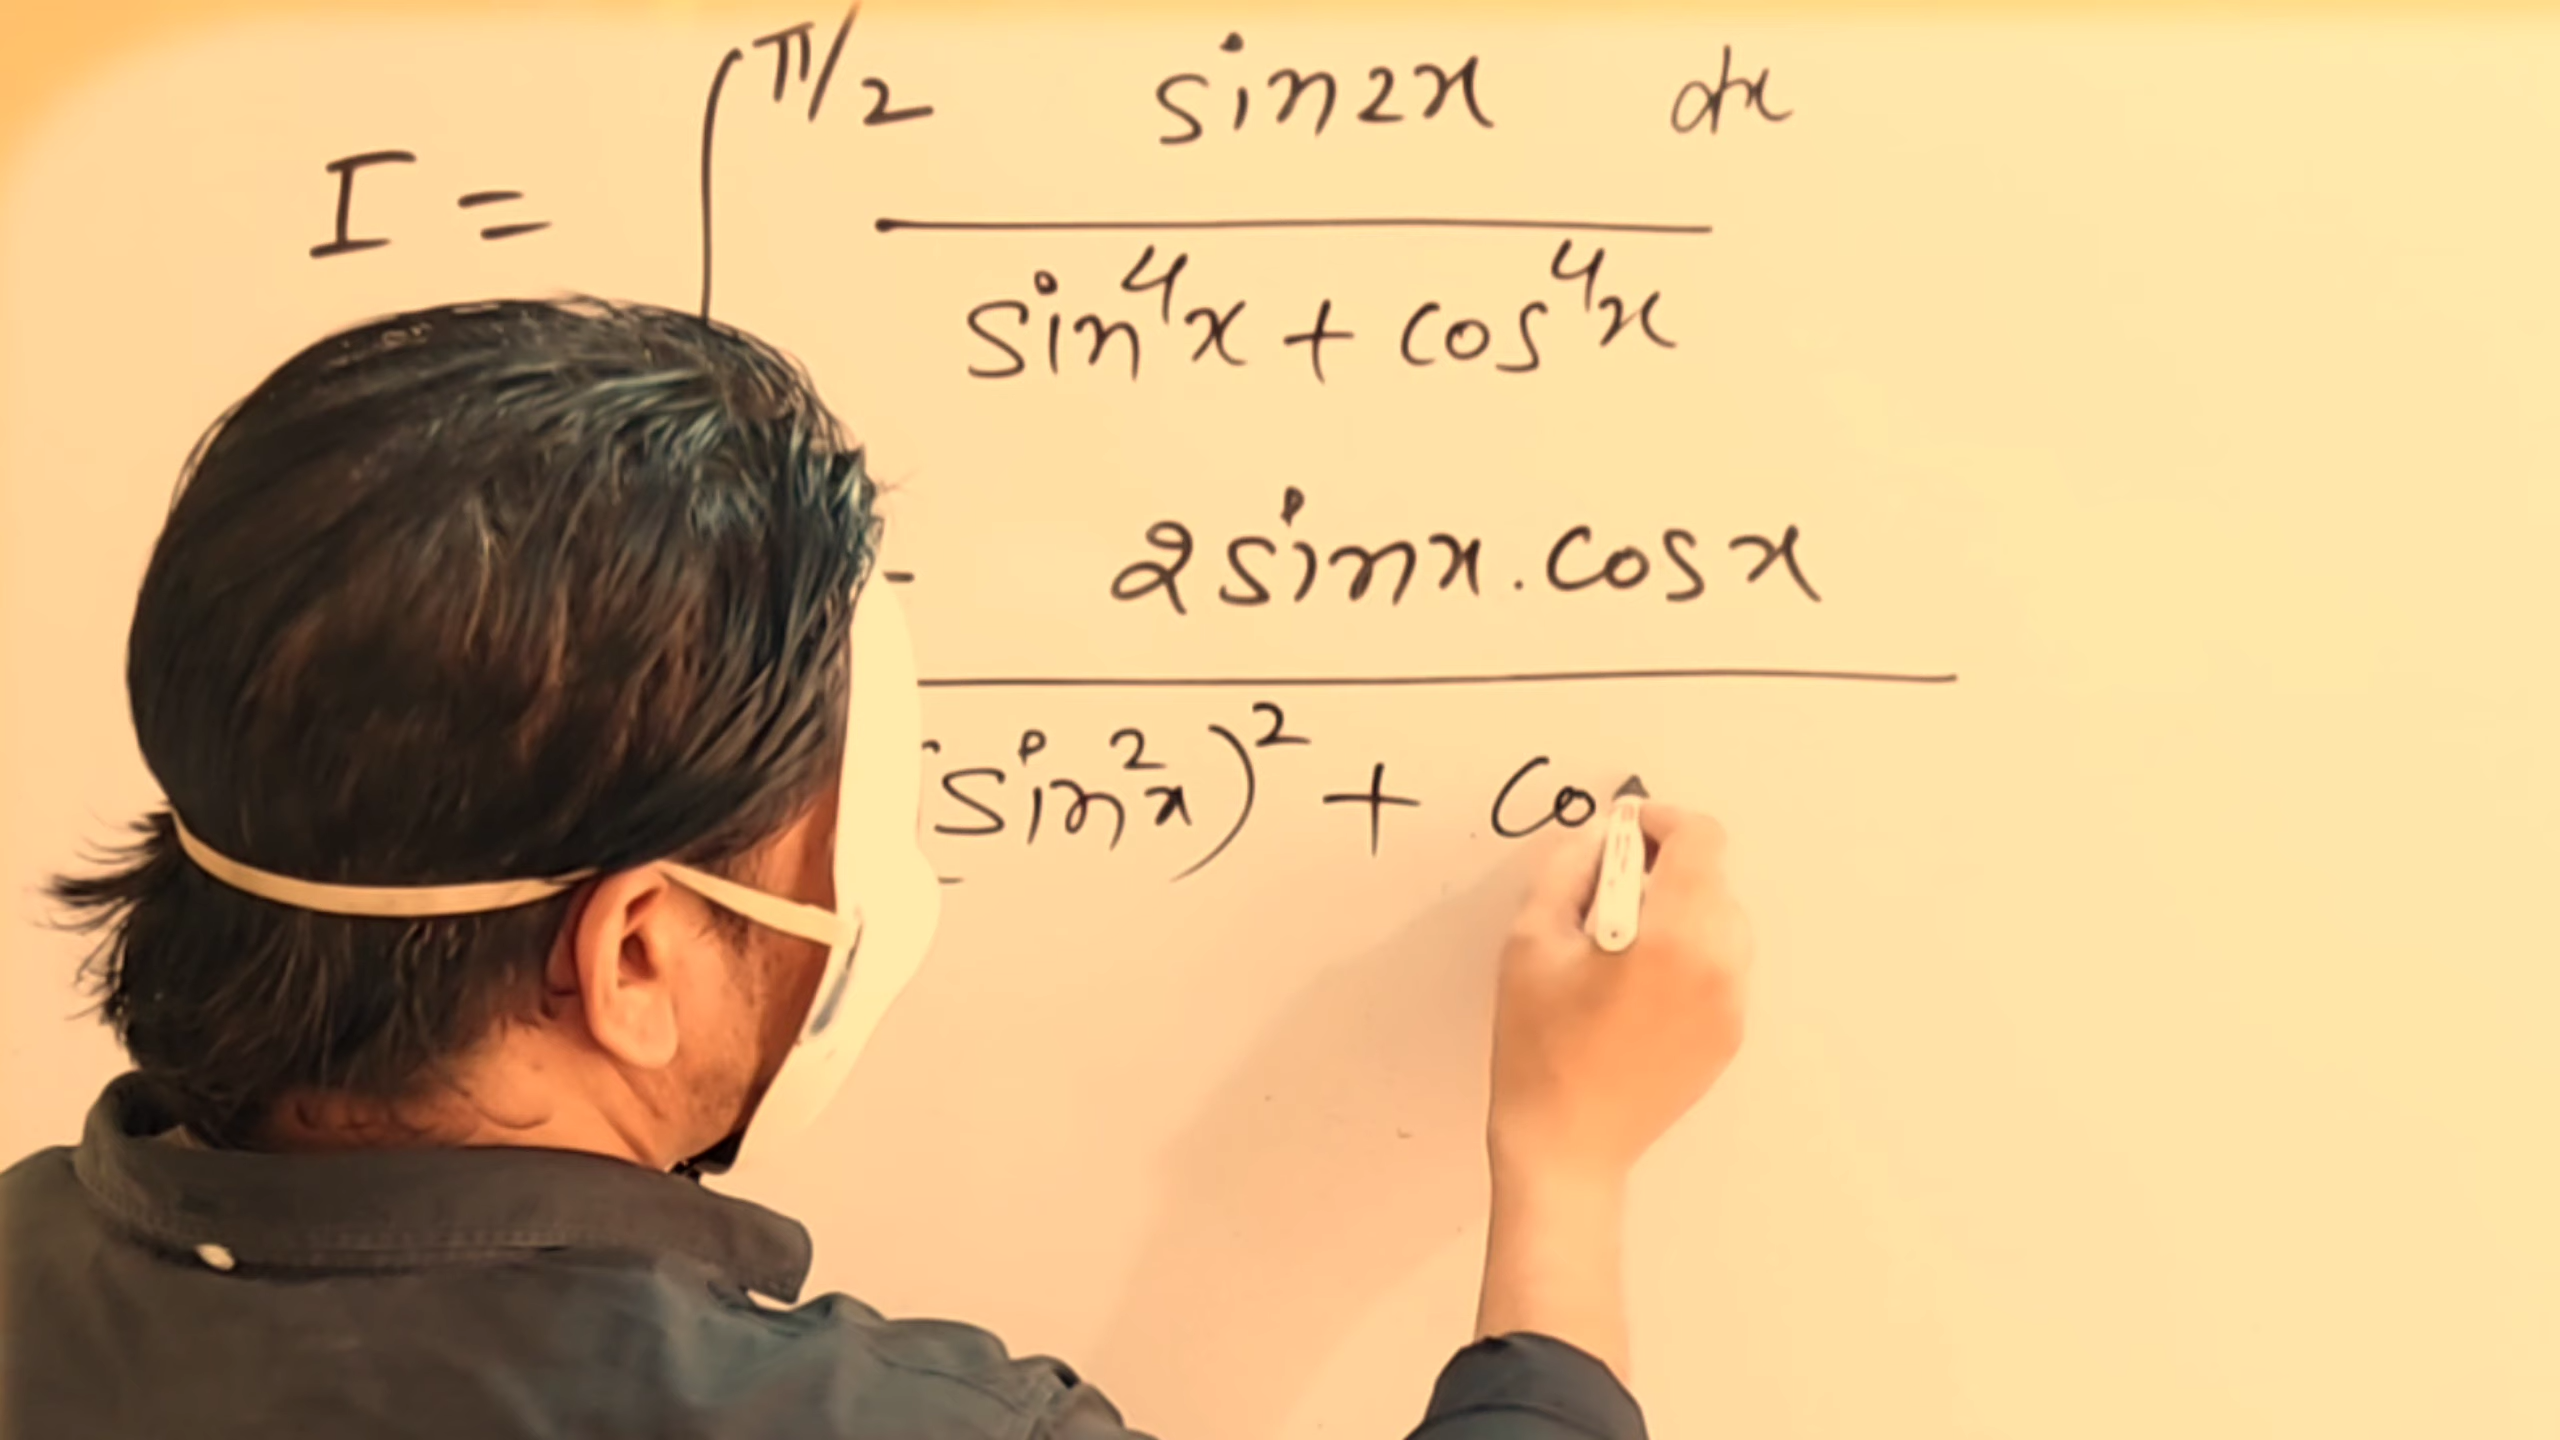 I = ∫^π/2 sin2x dx
sin⁴x + cos⁴x
- 2sinx.cosx
sin²x)² + Co